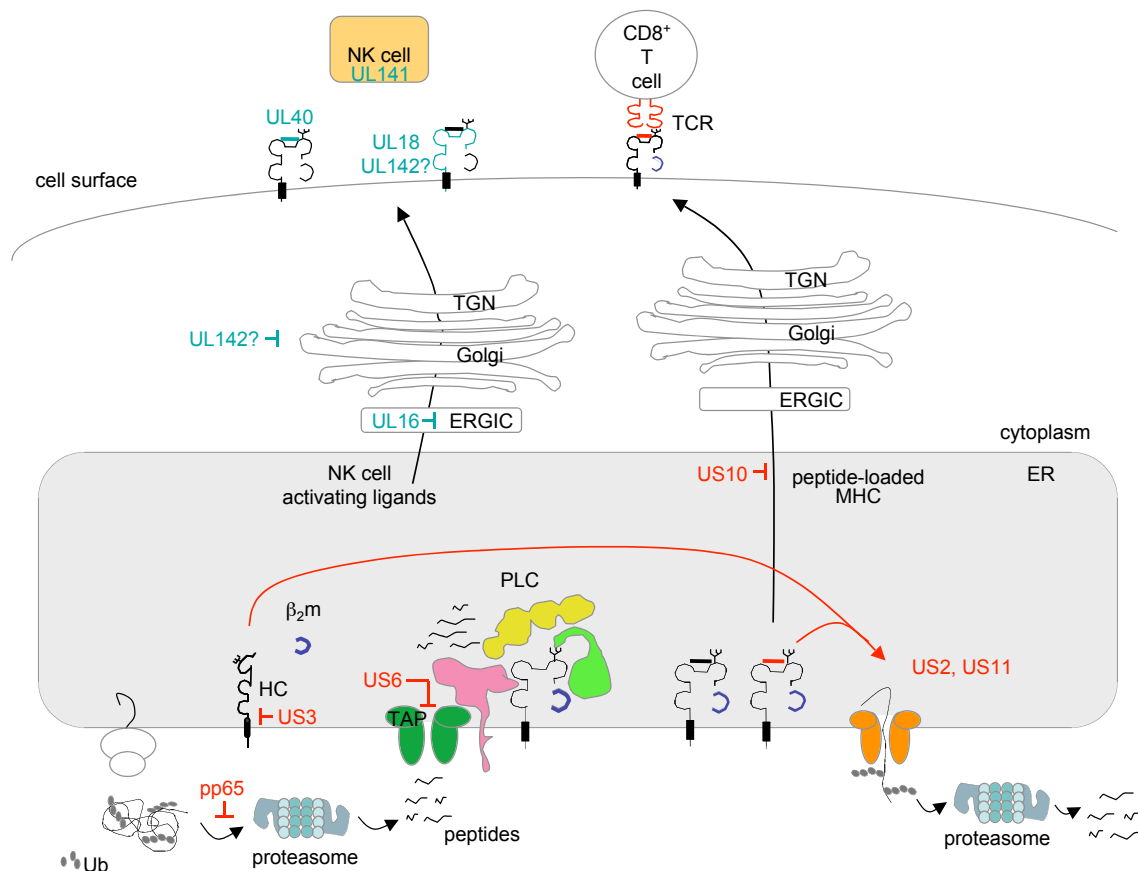 CD8+
T
cell
NK cell
UL141
UL40
TCR
UL18
UL142?
cell surface
TGN
TGN
UL142?
Golgi
Golgi
UL16
ERGIC
ERGIC
cytoplasm
NK cell
activating ligands
US10
peptide-loaded
MHC
ER
PLC
β2m
HC
US3
US6
TAP
US2, US11
pp65
peptides
proteasome
Ub
proteasome